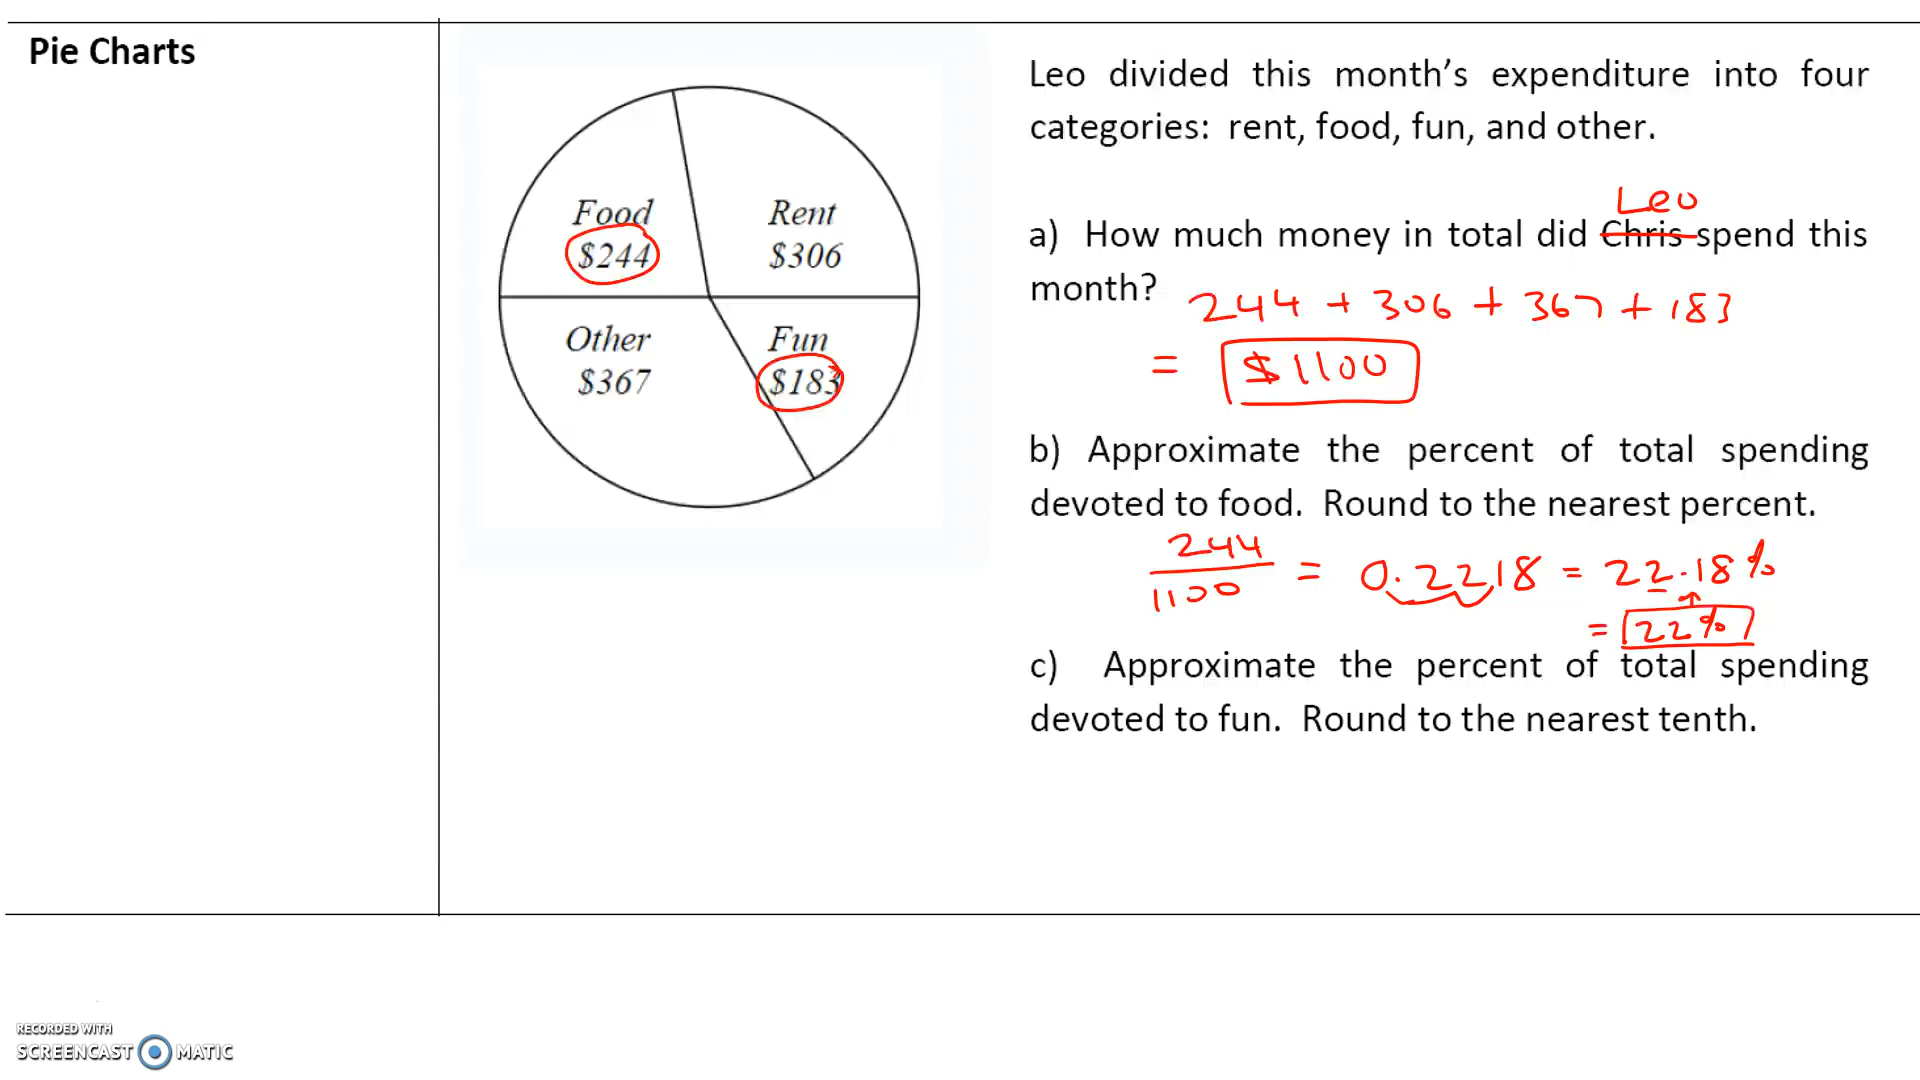 Pie Charts
Food
$244
Rent
$306
Other
$367
Fun
$183
Leo divided this month’s expenditure into four
categories: rent, food, fun, and other.
Leo
a) How much money in total did Chris spend this
month?
244 + 306 + 367 + 183
= $1100
b) Approximate the percent of total spending
devoted to food. Round to the nearest percent.
244
1100
= 0.2218 = 22.18%
= 22%
c) Approximate the percent of total spending
devoted to fun. Round to the nearest tenth.
RECORDED WITH
SCREENCAST MATIC